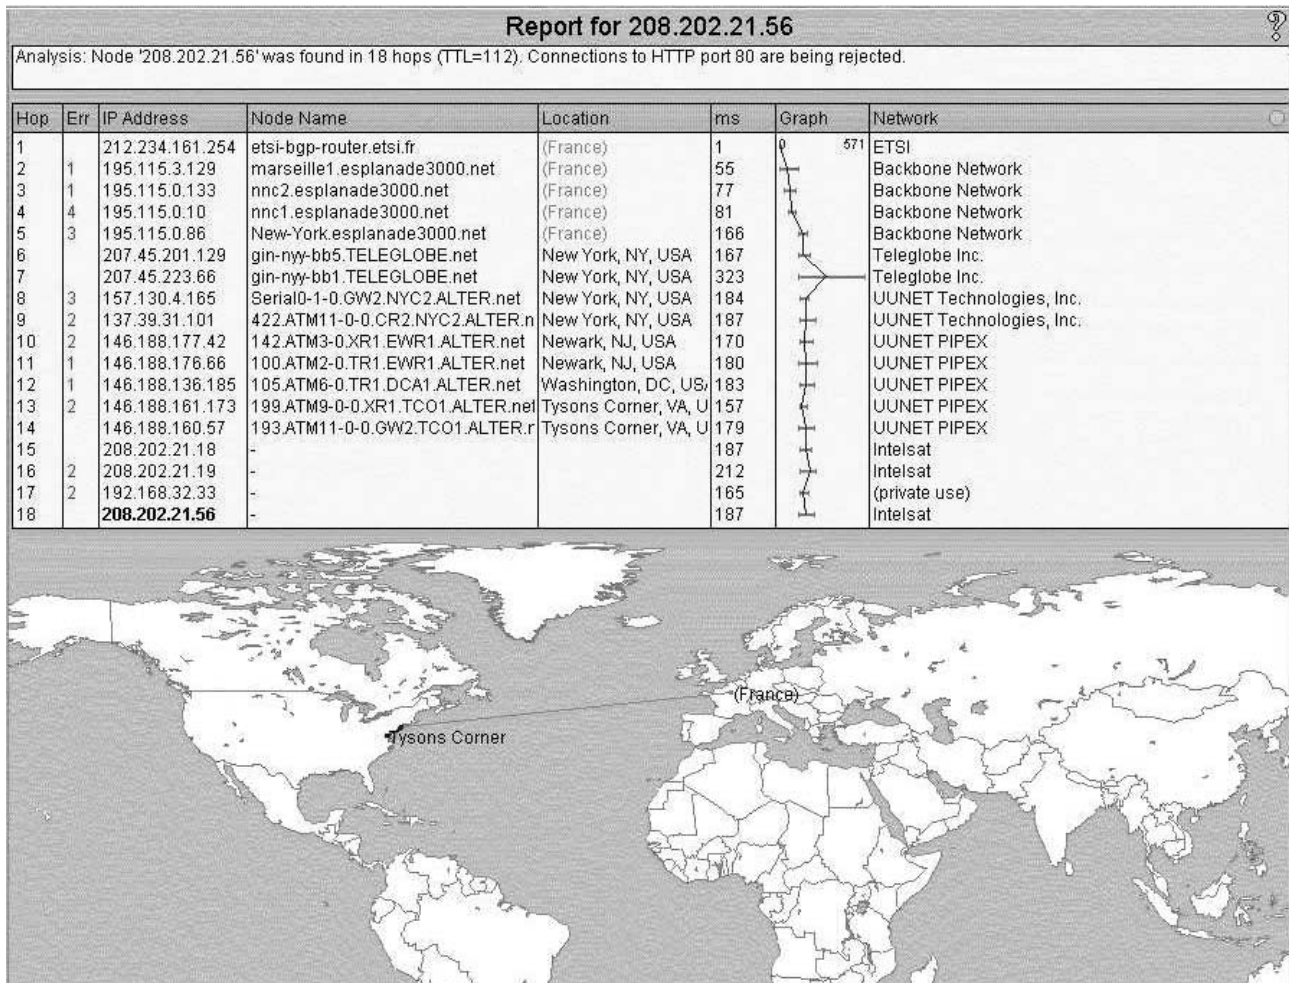 Report for 208.202.21.56
?
Analysis: Node '208.202.21.56' was found in 18 hops (TTL=112). Connections to HTTP port 80 are being rejected.
Hop Err IP Address Node Name Location ms Graph Network
1 212.234.161.254 etsi-bgp-router.etsi.fr (France) 1 0 571 ETSI
2 1 195.115.3.129 marseille1.esplanade3000.net (France) 55 Backbone Network
3 1 195.115.0.133 nnc2.esplanade3000.net (France) 77 Backbone Network
4 4 195.115.0.10 nnc1.esplanade3000.net (France) 81 Backbone Network
5 3 195.115.0.86 New-York.esplanade3000.net (France) 166 Backbone Network
6 207.45.201.129 gin-nyy-bb5.TELEGLOBE.net New York, NY, USA 167 Teleglobe Inc.
7 207.45.223.66 gin-nyy-bb1.TELEGLOBE.net New York, NY, USA 323 Teleglobe Inc.
8 3 157.130.4.165 Serial0-1-0.GW2.NYC2.ALTER.net New York, NY, USA 184 UUNET Technologies, Inc.
9 2 137.39.31.101 422.ATM11-0-0.CR2.NYC2.ALTER.n New York, NY, USA 187 UUNET Technologies, Inc.
10 2 146.188.177.42 142.ATM3-0.XR1.EWR1.ALTER.net Newark, NJ, USA 170 UUNET PIPEX
11 1 146.188.176.66 100.ATM2-0.TR1.EWR1.ALTER.net Newark, NJ, USA 180 UUNET PIPEX
12 1 146.188.136.185 105.ATM6-0.TR1.DCA1.ALTER.net Washington, DC, US 183 UUNET PIPEX
13 2 146.188.161.173 199.ATM9-0-0.XR1.TCO1.ALTER.net Tysons Corner, VA, U 157 UUNET PIPEX
14 146.188.160.57 193.ATM11-0-0.GW2.TCO1.ALTER.r Tysons Corner, VA, U 179 UUNET PIPEX
15 208.202.21.18 - 187 Intelsat
16 2 208.202.21.19 - 212 Intelsat
17 2 192.168.32.33 - 165 (private use)
18 208.202.21.56 - 187 Intelsat
(France)
Tysons Corner